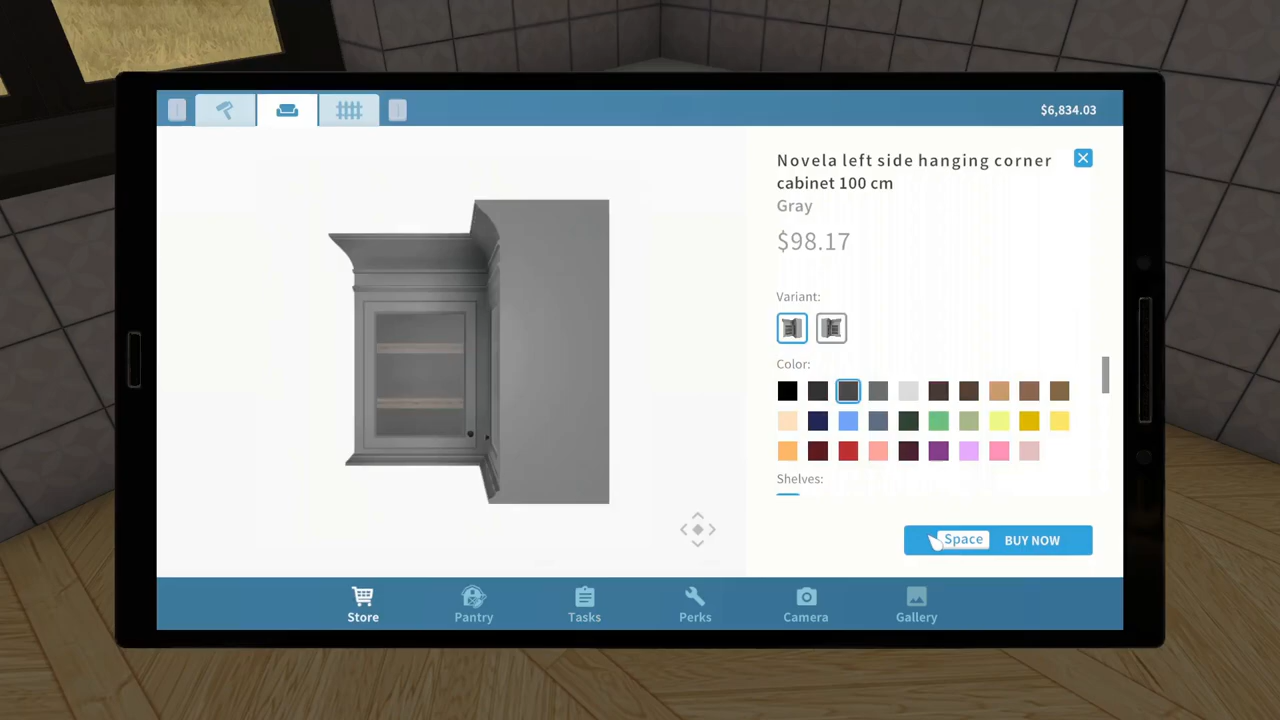 $6,834.03
Novela left side hanging corner
cabinet 100 cm
Gray
$98.17
Variant:
Color:
Shelves:
Space BUY NOW
Store Pantry Tasks Perks Camera Gallery